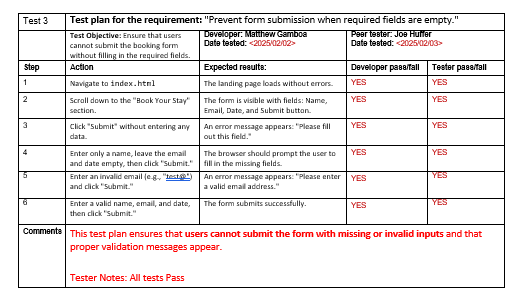 Test 3 Test plan for the requirement: "Prevent form submission when required fields are empty."
Test Objective: Ensure that users cannot submit the booking form without filling in the required fields.
Developer: Matthew Gamboa
Date tested: <2025/02/02>
Peer tester: Joe Huffer
Date tested: <2025/02/03>
Step Action Expected results: Developer pass/fail Tester pass/fail
1 Navigate to index.html The landing page loads without errors. YES YES
2 Scroll down to the "Book Your Stay" section. The form is visible with fields: Name, Email, Date, and Submit button. YES YES
3 Click "Submit" without entering any data. An error message appears: "Please fill out this field." YES YES
4 Enter only a name, leave the email and date empty, then click "Submit." The browser should prompt the user to fill in the missing fields. YES YES
5 Enter an invalid email (e.g., "test@") and click "Submit." An error message appears: "Please enter a valid email address." YES YES
6 Enter a valid name, email, and date, then click "Submit." The form submits successfully. YES YES
Comments This test plan ensures that users cannot submit the form with missing or invalid inputs and that
proper validation messages appear.
Tester Notes: All tests Pass